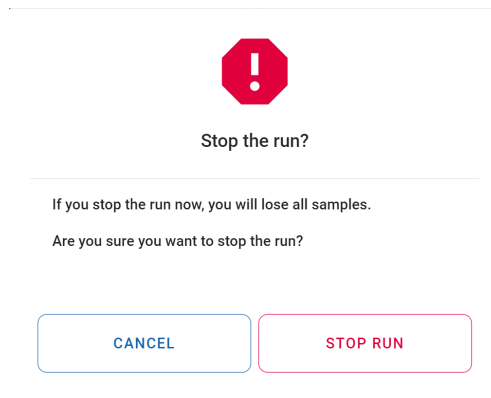 Stop the run?
If you stop the run now, you will lose all samples.
Are you sure you want to stop the run?
CANCEL
STOP RUN